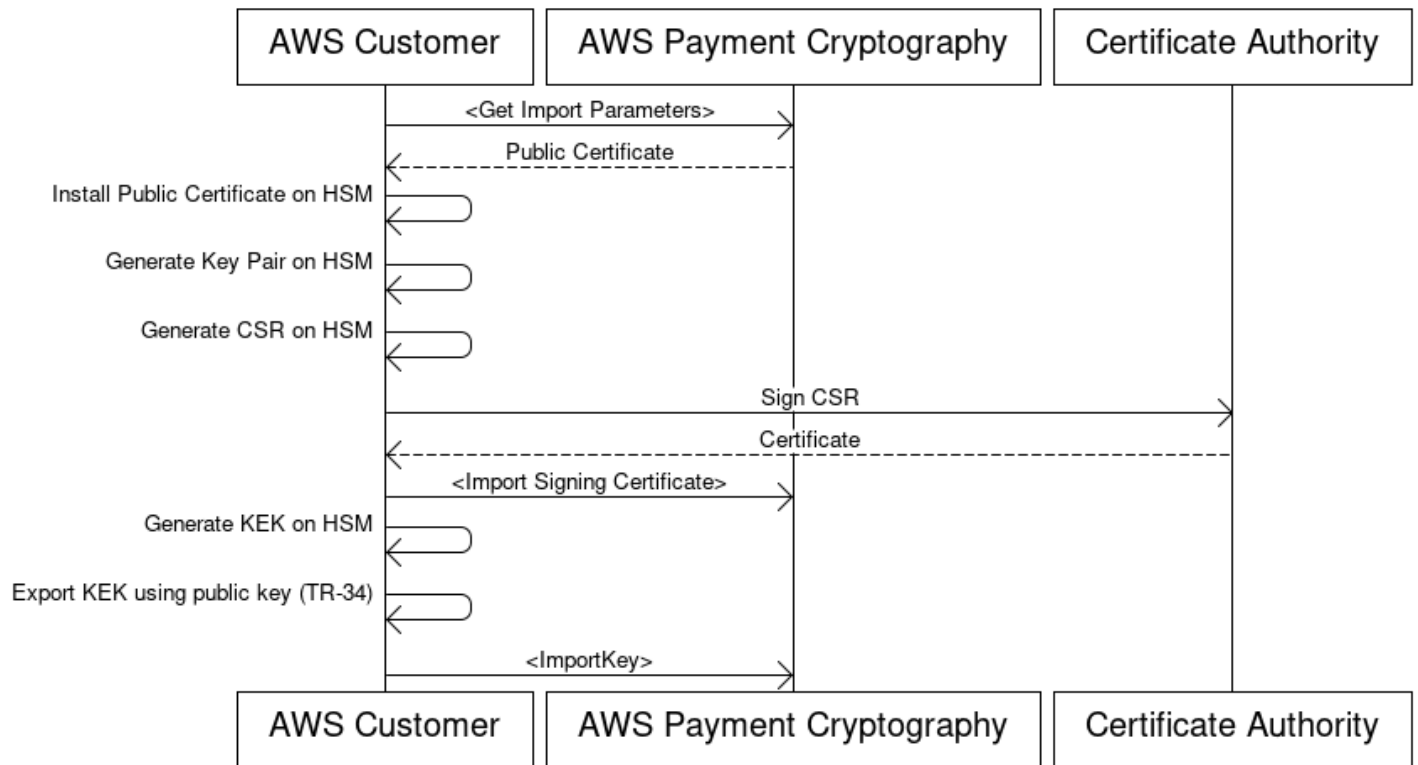 AWS Customer
AWS Payment Cryptography
Certificate Authority
<Get Import Parameters>
Public Certificate
Install Public Certificate on HSM
Generate Key Pair on HSM
Generate CSR on HSM
Sign CSR
Certificate
<Import Signing Certificate>
Generate KEK on HSM
Export KEK using public key (TR-34)
<ImportKey>
AWS Customer
AWS Payment Cryptography
Certificate Authority